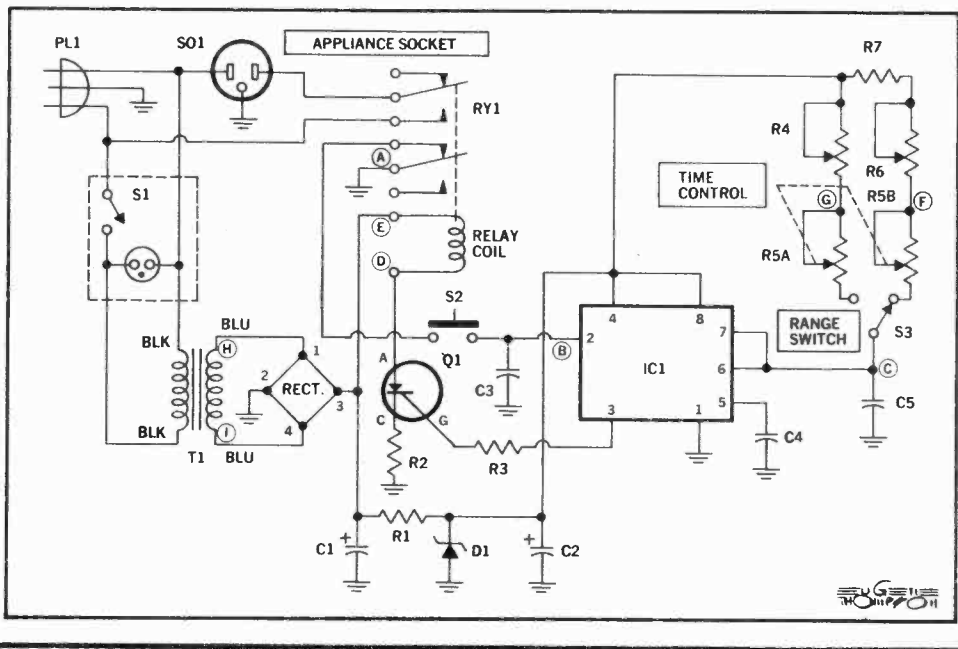 PL1
SO1
APPLIANCE SOCKET
RY1
R7
R4
R6
TIME
CONTROL
R5B
G
F
R5A
A
S1
E
RELAY
COIL
D
S2
RANGE
SWITCH
S3
BLK
BLU
H
1
2
RECT.
3
4
I
BLK
BLU
T1
A
Q1
C
G
R2
R3
C3
B
4
8
2
7
IC1
6
5
3
1
C
C5
C4
C1
R1
D1
C2
+
+